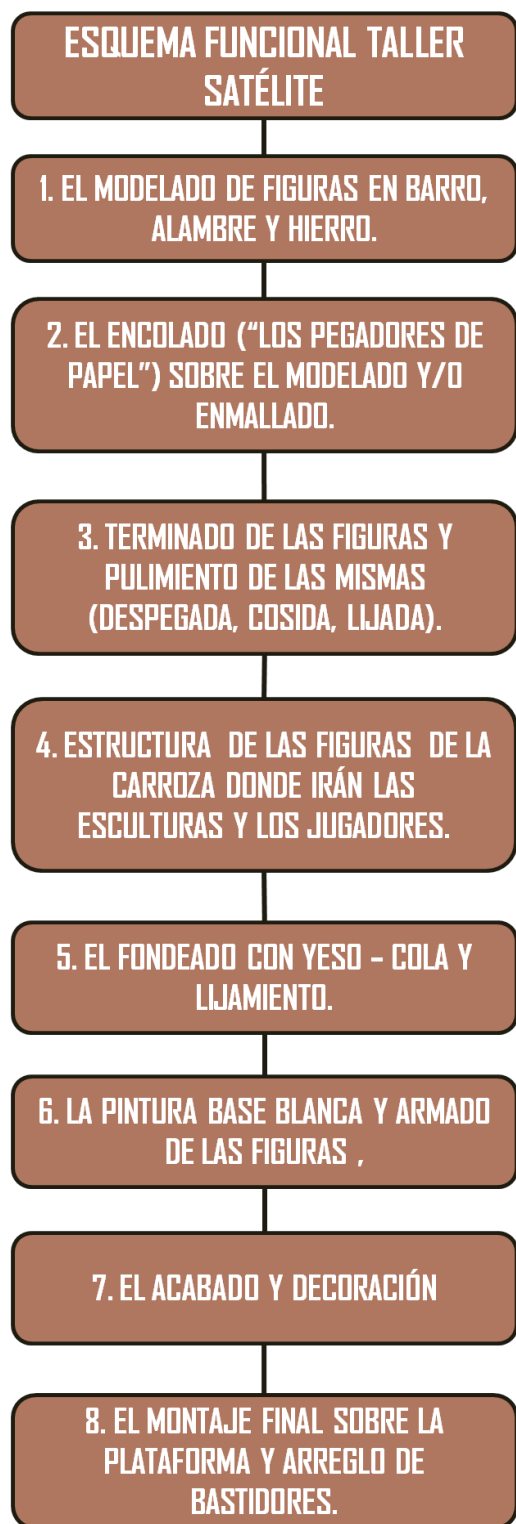 ESQUEMA FUNCIONAL TALLER
SATÉLITE
1. EL MODELADO DE FIGURAS EN BARRO,
ALAMBRE Y HIERRO.
2. EL ENCOLADO (“LOS PEGADORES DE
PAPEL”) SOBRE EL MODELADO Y/O
ENMALLADO.
3. TERMINADO DE LAS FIGURAS Y
PULIMIENTO DE LAS MISMAS
(DESPEGADA, COSIDA, LIJADA).
4. ESTRUCTURA DE LAS FIGURAS DE LA
CARROZA DONDE IRÁN LAS
ESCULTURAS Y LOS JUGADORES.
5. EL FONDEADO CON YESO – COLA Y
LIJAMIENTO.
6. LA PINTURA BASE BLANCA Y ARMADO
DE LAS FIGURAS ,
7. EL ACABADO Y DECORACIÓN
8. EL MONTAJE FINAL SOBRE LA
PLATAFORMA Y ARREGLO DE
BASTIDORES.